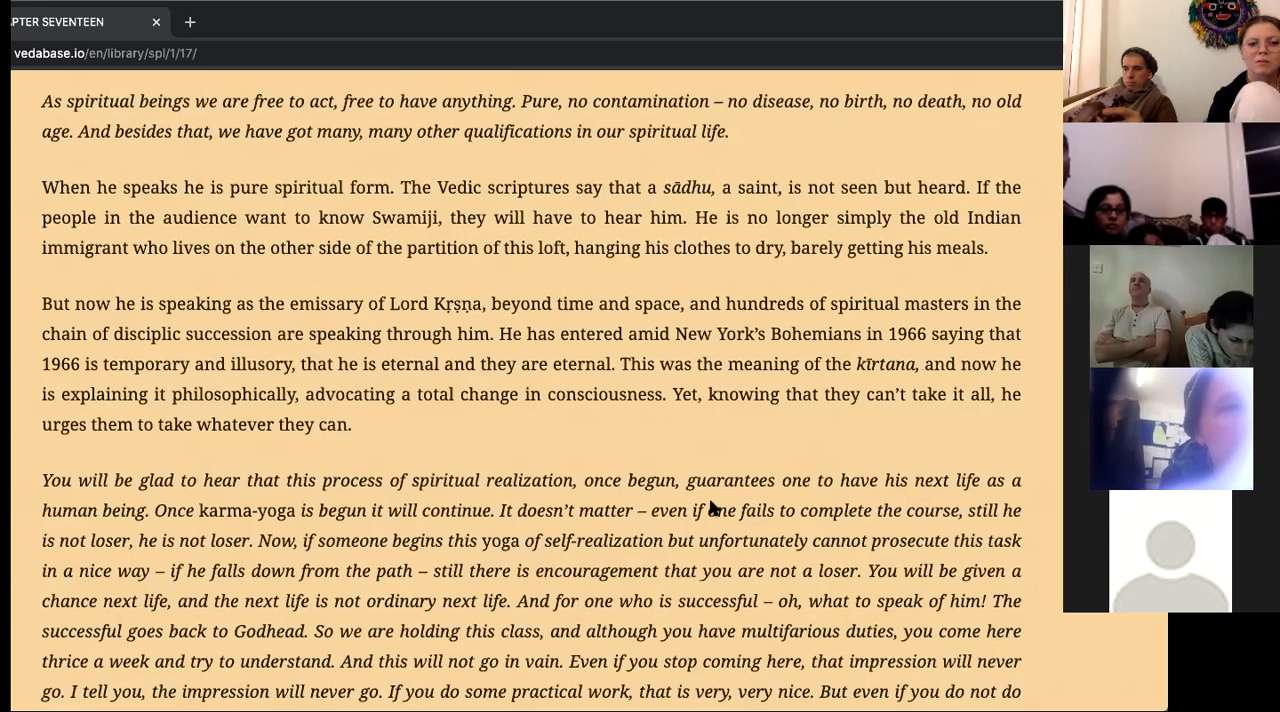 PTER SEVENTEEN
vedabase.io/en/library/spl/1/17/
As spiritual beings we are free to act, free to have anything. Pure, no contamination – no disease, no birth, no death, no old
age. And besides that, we have got many, many other qualifications in our spiritual life.
When he speaks he is pure spiritual form. The Vedic scriptures say that a sādhu, a saint, is not seen but heard. If the
people in the audience want to know Swamiji, they will have to hear him. He is no longer simply the old Indian
immigrant who lives on the other side of the partition of this loft, hanging his clothes to dry, barely getting his meals.
But now he is speaking as the emissary of Lord Kṛṣṇa, beyond time and space, and hundreds of spiritual masters in the
chain of disciplic succession are speaking through him. He has entered amid New York’s Bohemians in 1966 saying that
1966 is temporary and illusory, that he is eternal and they are eternal. This was the meaning of the kīrtana, and now he
is explaining it philosophically, advocating a total change in consciousness. Yet, knowing that they can’t take it all, he
urges them to take whatever they can.
You will be glad to hear that this process of spiritual realization, once begun, guarantees one to have his next life as a
human being. Once karma-yoga is begun it will continue. It doesn’t matter – even if one fails to complete the course, still he
is not loser, he is not loser. Now, if someone begins this yoga of self-realization but unfortunately cannot prosecute this task
in a nice way – if he falls down from the path – still there is encouragement that you are not a loser. You will be given a
chance next life, and the next life is not ordinary next life. And for one who is successful – oh, what to speak of him! The
successful goes back to Godhead. So we are holding this class, and although you have multifarious duties, you come here
thrice a week and try to understand. And this will not go in vain. Even if you stop coming here, that impression will never
go. I tell you, the impression will never go. If you do some practical work, that is very, very nice. But even if you do not do